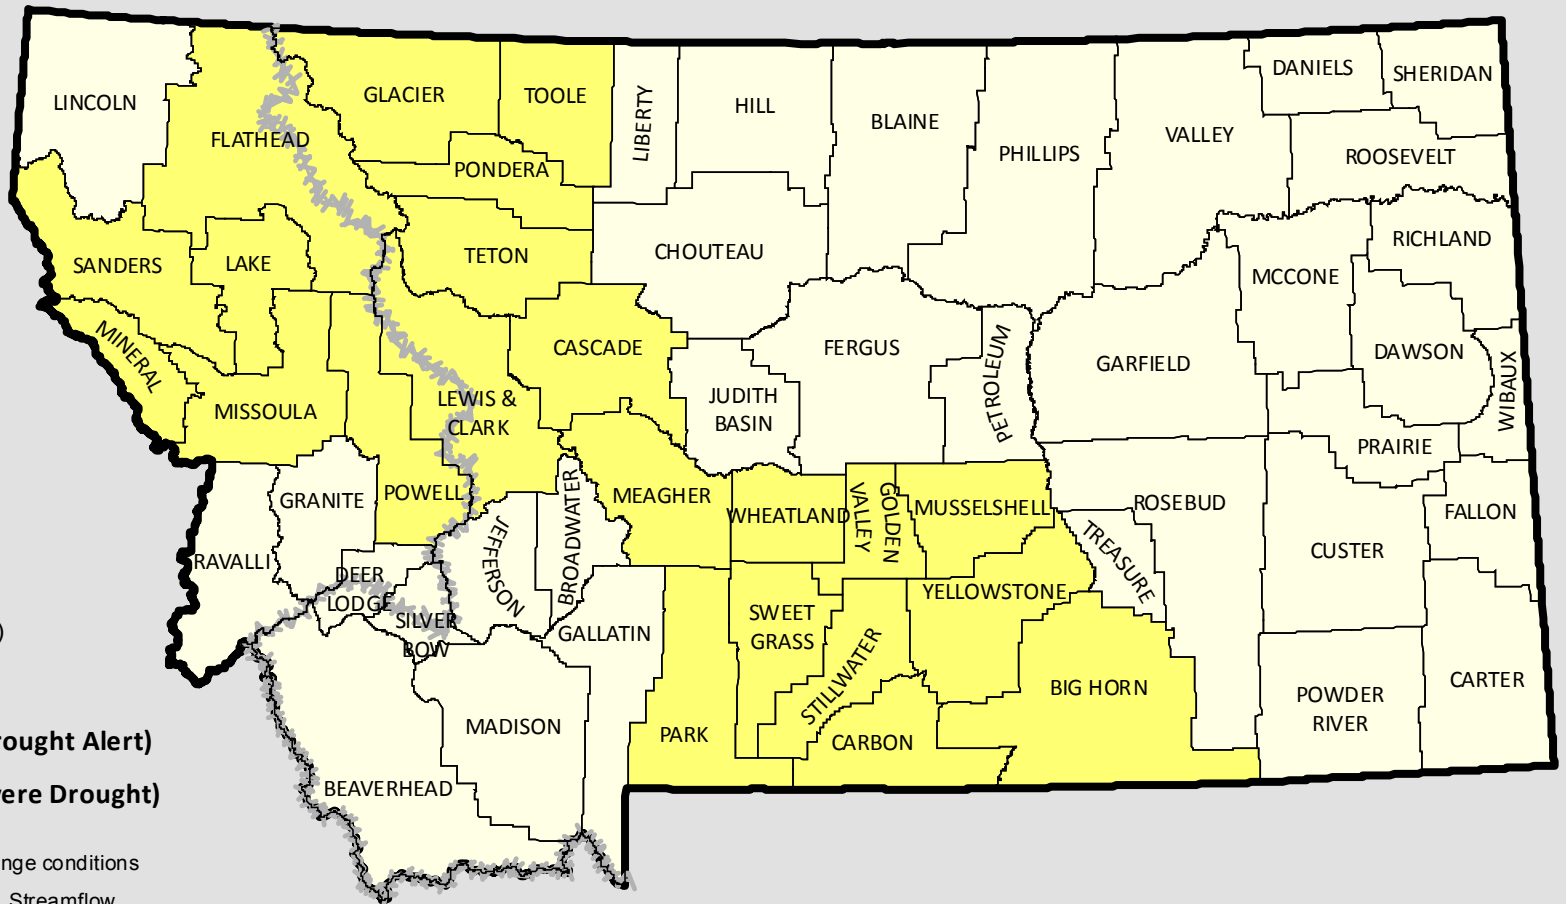 LINCOLN
FLATHEAD
GLACIER
TOOLE
LIBERTY
HILL
BLAINE
PHILLIPS
VALLEY
DANIELS
SHERIDAN
ROOSEVELT
PONDERA
SANDERS
LAKE
TETON
CHOUTEAU
RICHLAND
MCCONE
MINERAL
MISSOULA
LEWIS &
CLARK
CASCADE
JUDITH
BASIN
FERGUS
PETROLEUM
GARFIELD
DAWSON
WIBAUX
PRAIRIE
GRANITE
POWELL
MEAGHER
WHEATLAND
GOLDEN
VALLEY
MUSSELSHELL
ROSEBUD
TREASURE
CUSTER
FALLON
RAVALLI
DEER
LODGE
SILVER
BOW
JEFFERSON
BROADWATER
GALLATIN
SWEET
GRASS
STILLWATER
YELLOWSTONE
BIG HORN
POWDER
RIVER
CARTER
MADISON
PARK
CARBON
BEAVERHEAD
)
rought Alert)
vere Drought)
nge conditions
Streamflow